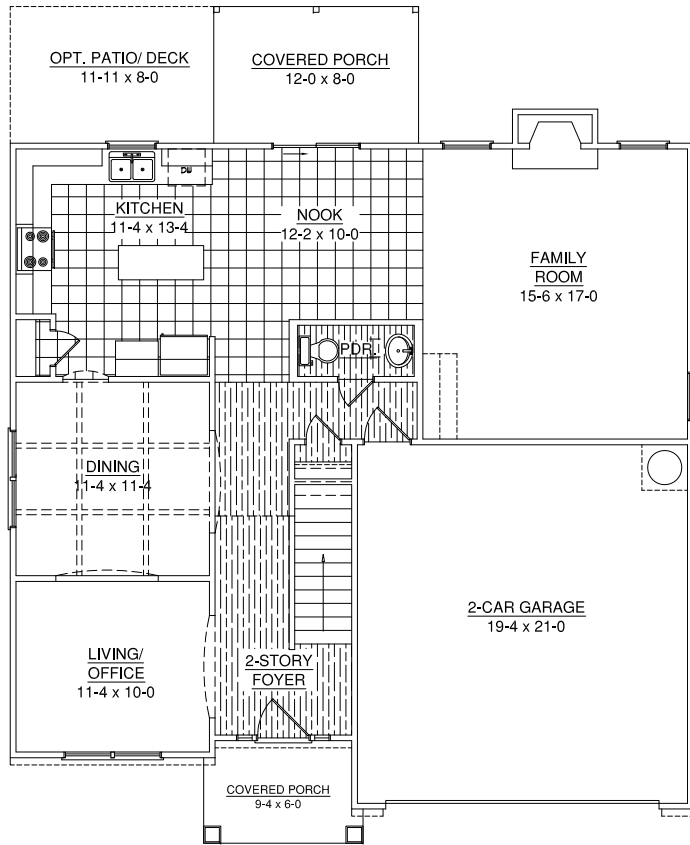 OPT. PATIO/ DECK
11-11 x 8-0
COVERED PORCH
12-0 x 8-0
DW
KITCHEN
11-4 x 13-4
NOOK
12-2 x 10-0
FAMILY
ROOM
15-6 x 17-0
PDR.
DINING
11-4 x 11-4
2-CAR GARAGE
19-4 x 21-0
LIVING/
OFFICE
11-4 x 10-0
2-STORY
FOYER
COVERED PORCH
9-4 x 6-0